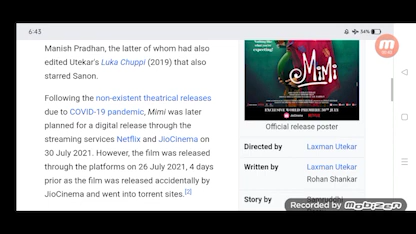 6:43
54%
Manish Pradhan, the latter of whom had also
edited Utekar's Luka Chuppi (2019) that also
starred Sanon.
Following the non-existent theatrical releases
due to COVID-19 pandemic, Mimi was later
planned for a digital release through the
streaming services Netflix and JioCinema on
30 July 2021. However, the film was released
through the platforms on 26 July 2021, 4 days
prior as the film was released accidentally by
JioCinema and went into torrent sites.[2]
MiMi
Official release poster
Directed by Laxman Utekar
Written by Laxman Utekar
Rohan Shankar
Story by
Recorded by MOBIZEN